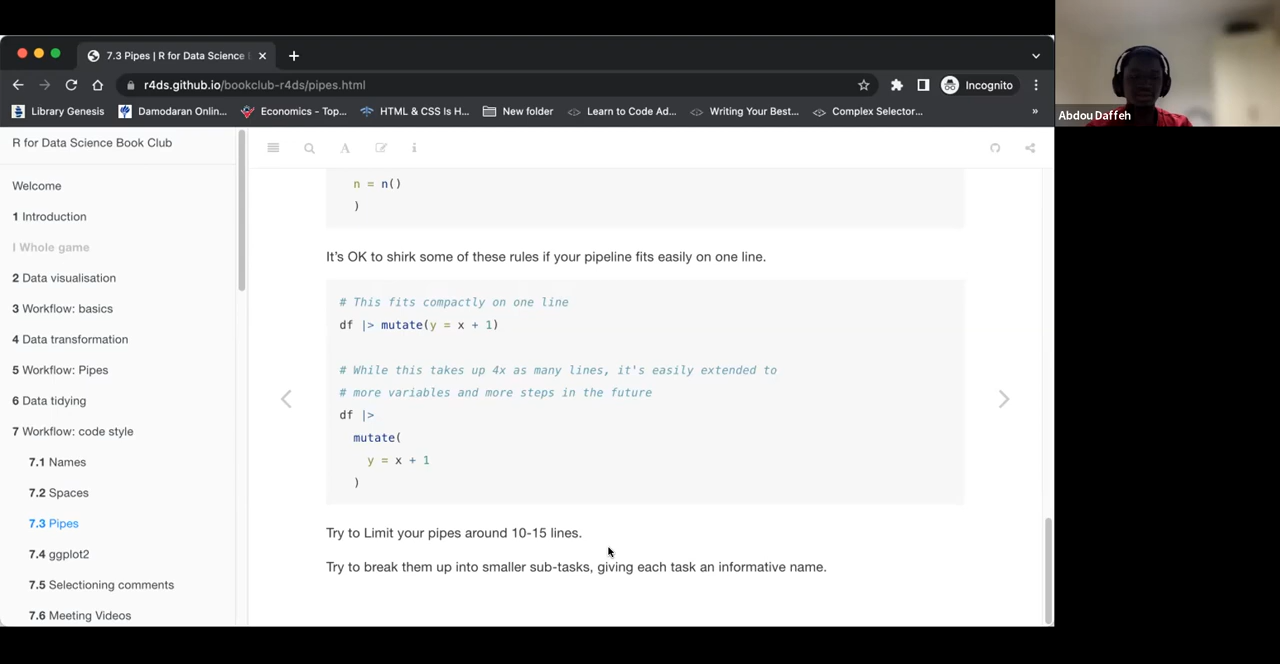 7.3 Pipes | R for Data Science
r4ds.github.io/bookclub-r4ds/pipes.html
Incognito
Library Genesis
Damodaran Onlin...
Economics - Top...
HTML & CSS Is H...
New folder
Learn to Code Ad...
Writing Your Best...
Complex Selector...
»
Abdou Daffeh
R for Data Science Book Club
Welcome
1 Introduction
I Whole game
2 Data visualisation
3 Workflow: basics
4 Data transformation
5 Workflow: Pipes
6 Data tidying
7 Workflow: code style
7.1 Names
7.2 Spaces
7.3 Pipes
7.4 ggplot2
7.5 Selectioning comments
7.6 Meeting Videos
n = n()
)
It's OK to shirk some of these rules if your pipeline fits easily on one line.
# This fits compactly on one line
df |> mutate(y = x + 1)
# While this takes up 4x as many lines, it's easily extended to
# more variables and more steps in the future
df |>
mutate(
y = x + 1
)
Try to Limit your pipes around 10-15 lines.
Try to break them up into smaller sub-tasks, giving each task an informative name.